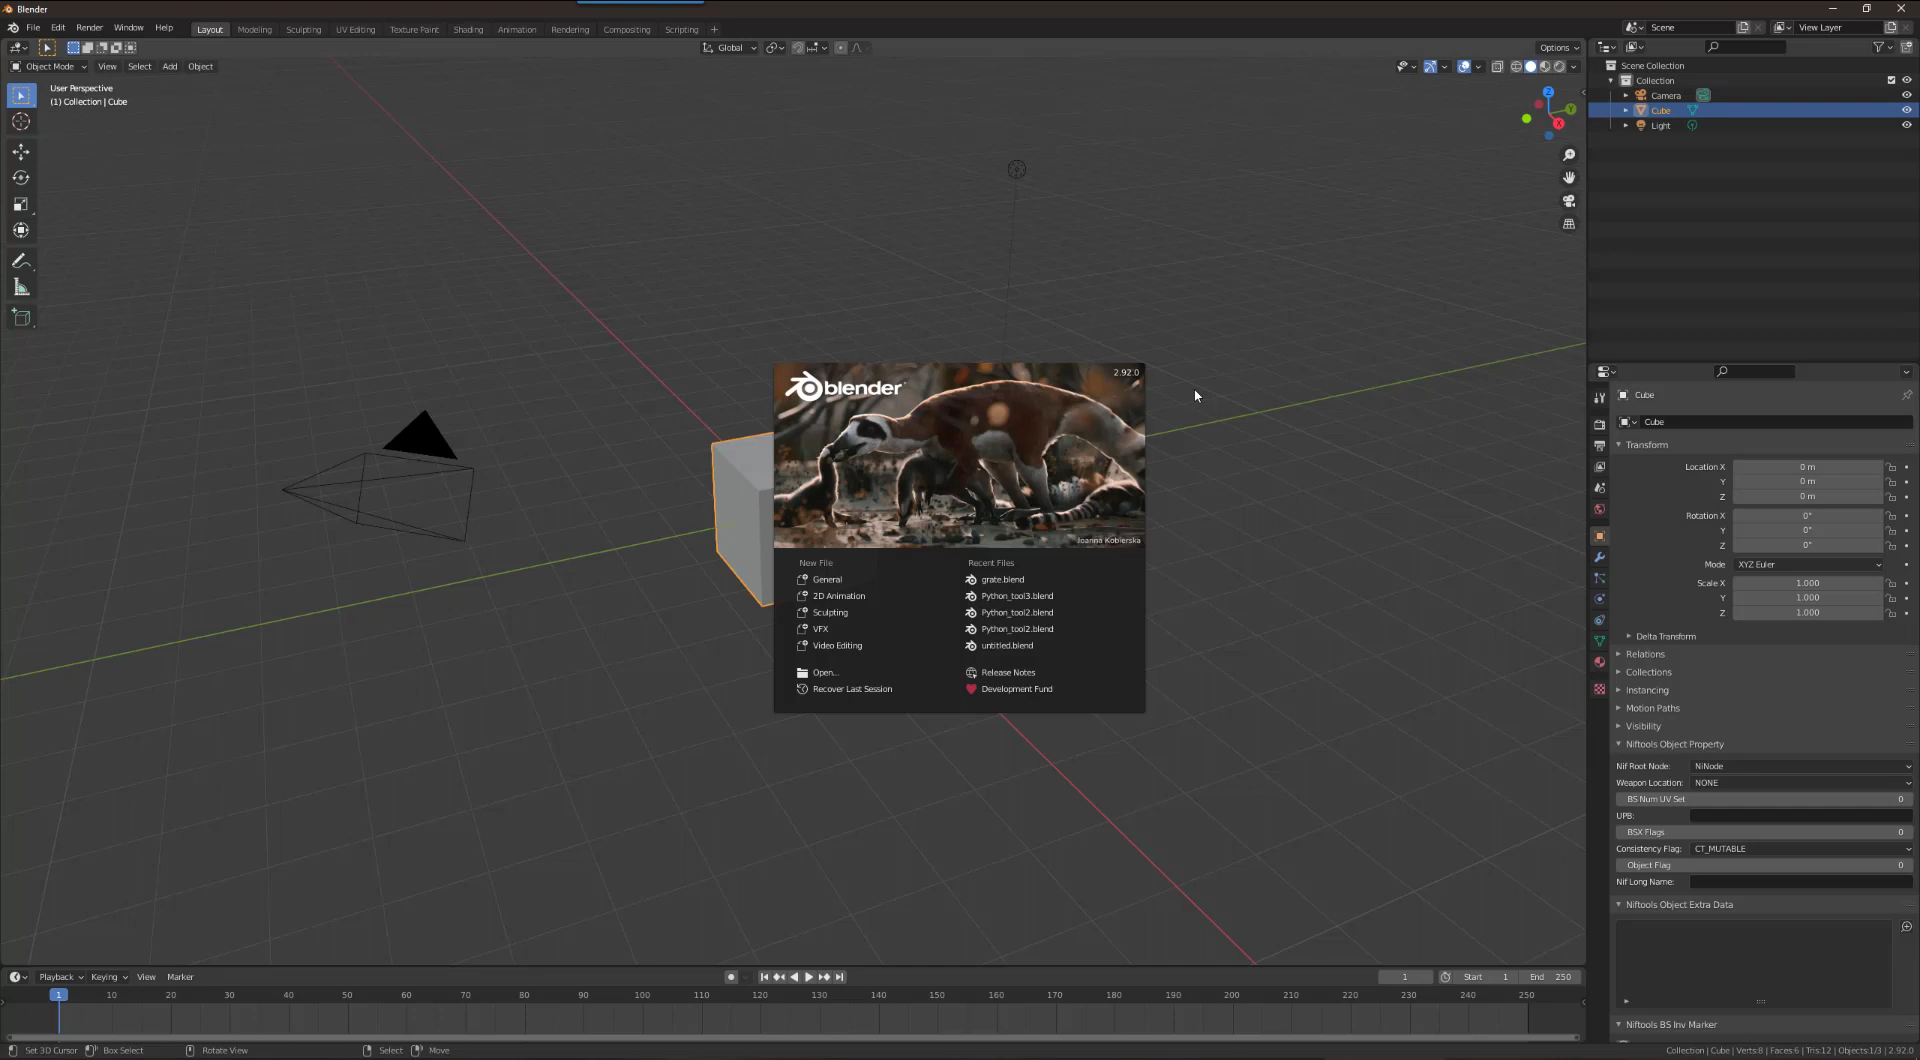 Blender
File Edit Render Window Help
Layout Modeling Sculpting UV Editing Texture Paint Shading Animation Rendering Compositing Scripting +
Scene
View Layer
Global
Options
Object Mode View Select Add Object
User Perspective
(1) Collection | Cube
Z
Y
X
Scene Collection
Collection
Camera
Cube
Light
blender
2.92.0
Joanna Kobierska
New File
General
2D Animation
Sculpting
VFX
Video Editing
Open...
Recover Last Session
Recent Files
grate.blend
Python_tool3.blend
Python_tool2.blend
Python_tool2.blend
untitled.blend
Release Notes
Development Fund
Cube
Cube
Transform
Location X 0 m
Y 0 m
Z 0 m
Rotation X 0°
Y 0°
Z 0°
Mode XYZ Euler
Scale X 1.000
Y 1.000
Z 1.000
Delta Transform
Relations
Collections
Instancing
Motion Paths
Visibility
Niftools Object Property
Nif Root Node: NiNode
Weapon Location: NONE
BS Num UV Set 0
UPB:
BSX Flags 0
Consistency Flag: CT_MUTABLE
Object Flag 0
Nif Long Name:
Niftools Object Extra Data
Niftools BS Inv Marker
Playback Keying View Marker
1 Start 1 End 250
1 10 20 30 40 50 60 70 80 90 100 110 120 130 140 150 160 170 180 190 200 210 220 230 240 250
Set 3D Cursor Box Select Rotate View Select Move
Collection | Cube | Verts:8 | Faces:6 | Tris:12 | Objects:1/3 | 2.92.0